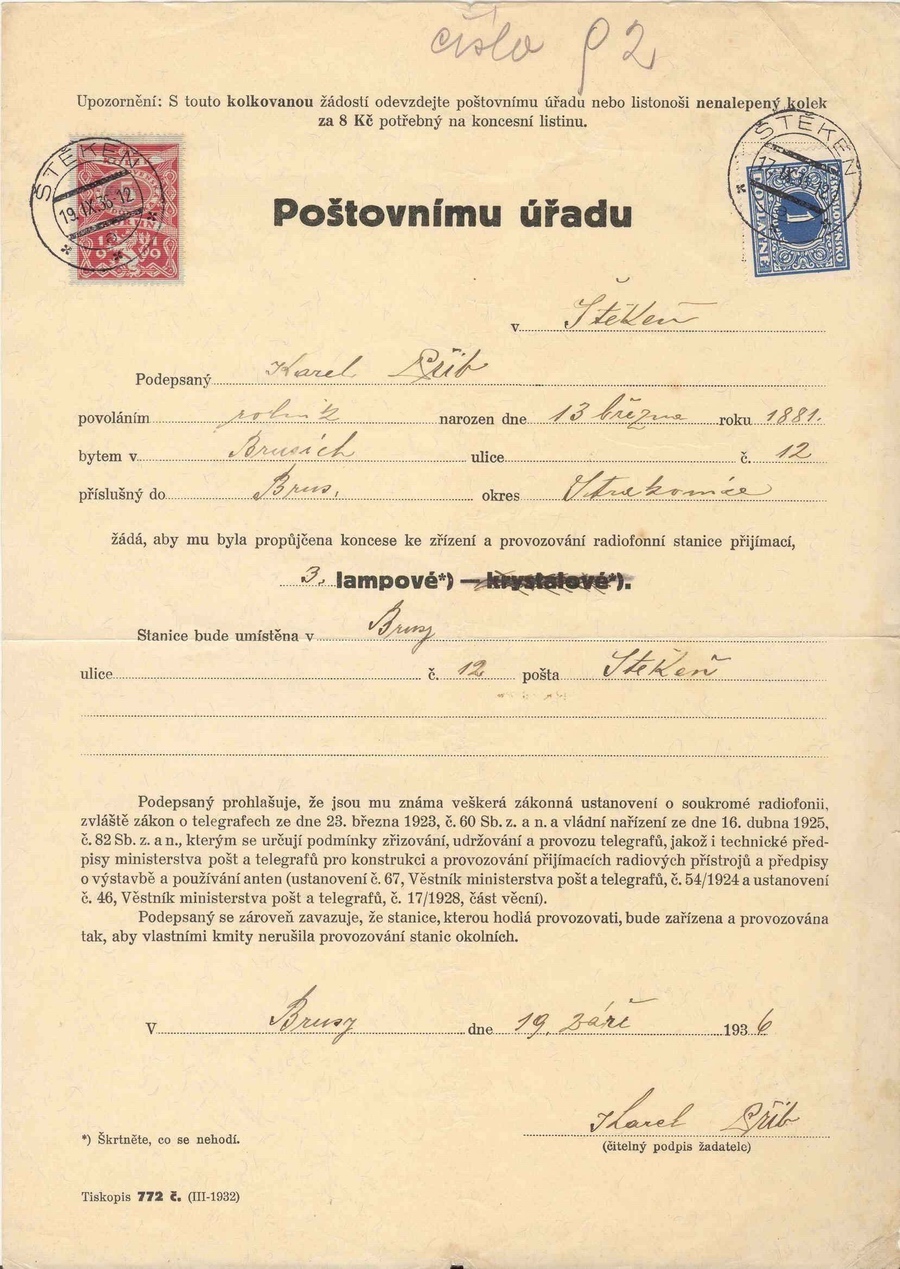 číslo 92
Upozornění: S touto kolkovanou žádostí odevzdejte poštovnímu úřadu nebo listonoši nenalepený kolek
za 8 Kč potřebný na koncesní listinu.
ŠTĚKEŇ
19.IX.36-12
ŠTĚKEŇ
DOPLATNÉ
1
Poštovnímu úřadu
v Štěkeň
Podepsaný Karel
povoláním rolník narozen dne 13 března roku 1881.
bytem v Brusích ulice č. 12
příslušný do Brus, okres Strakonice
žádá, aby mu byla propůjčena koncese ke zřízení a provozování radiofonní stanice přijímací,
3. lampové*) — krystalové*).
Stanice bude umístěna v Brusy
ulice č. 12 pošta Štěkeň
Podepsaný prohlašuje, že jsou mu známa veškerá zákonná ustanovení o soukromé radiofonii,
zvláště zákon o telegrafech ze dne 23. března 1923, č. 60 Sb. z. a n. a vládní nařízení ze dne 16. dubna 1925,
č. 82 Sb. z. a n., kterým se určují podmínky zřizování, udržování a provozu telegrafů, jakož i technické před-
pisy ministerstva pošt a telegrafů pro konstrukci a provozování přijímacích radiových přístrojů a předpisy
o výstavbě a používání anten (ustanovení č. 67, Věstník ministerstva pošt a telegrafů, č. 54/1924 a ustanovení
č. 46, Věstník ministerstva pošt a telegrafů, č. 17/1928, část věcní).
Podepsaný se zároveň zavazuje, že stanice, kterou hodlá provozovati, bude zařízena a provozována
tak, aby vlastními kmity nerušila provozování stanic okolních.
V Brusy dne 19. září 1936
Karel
*) Škrtněte, co se nehodí.
(čitelný podpis žadatele)
Tiskopis 772 č. (III-1932)